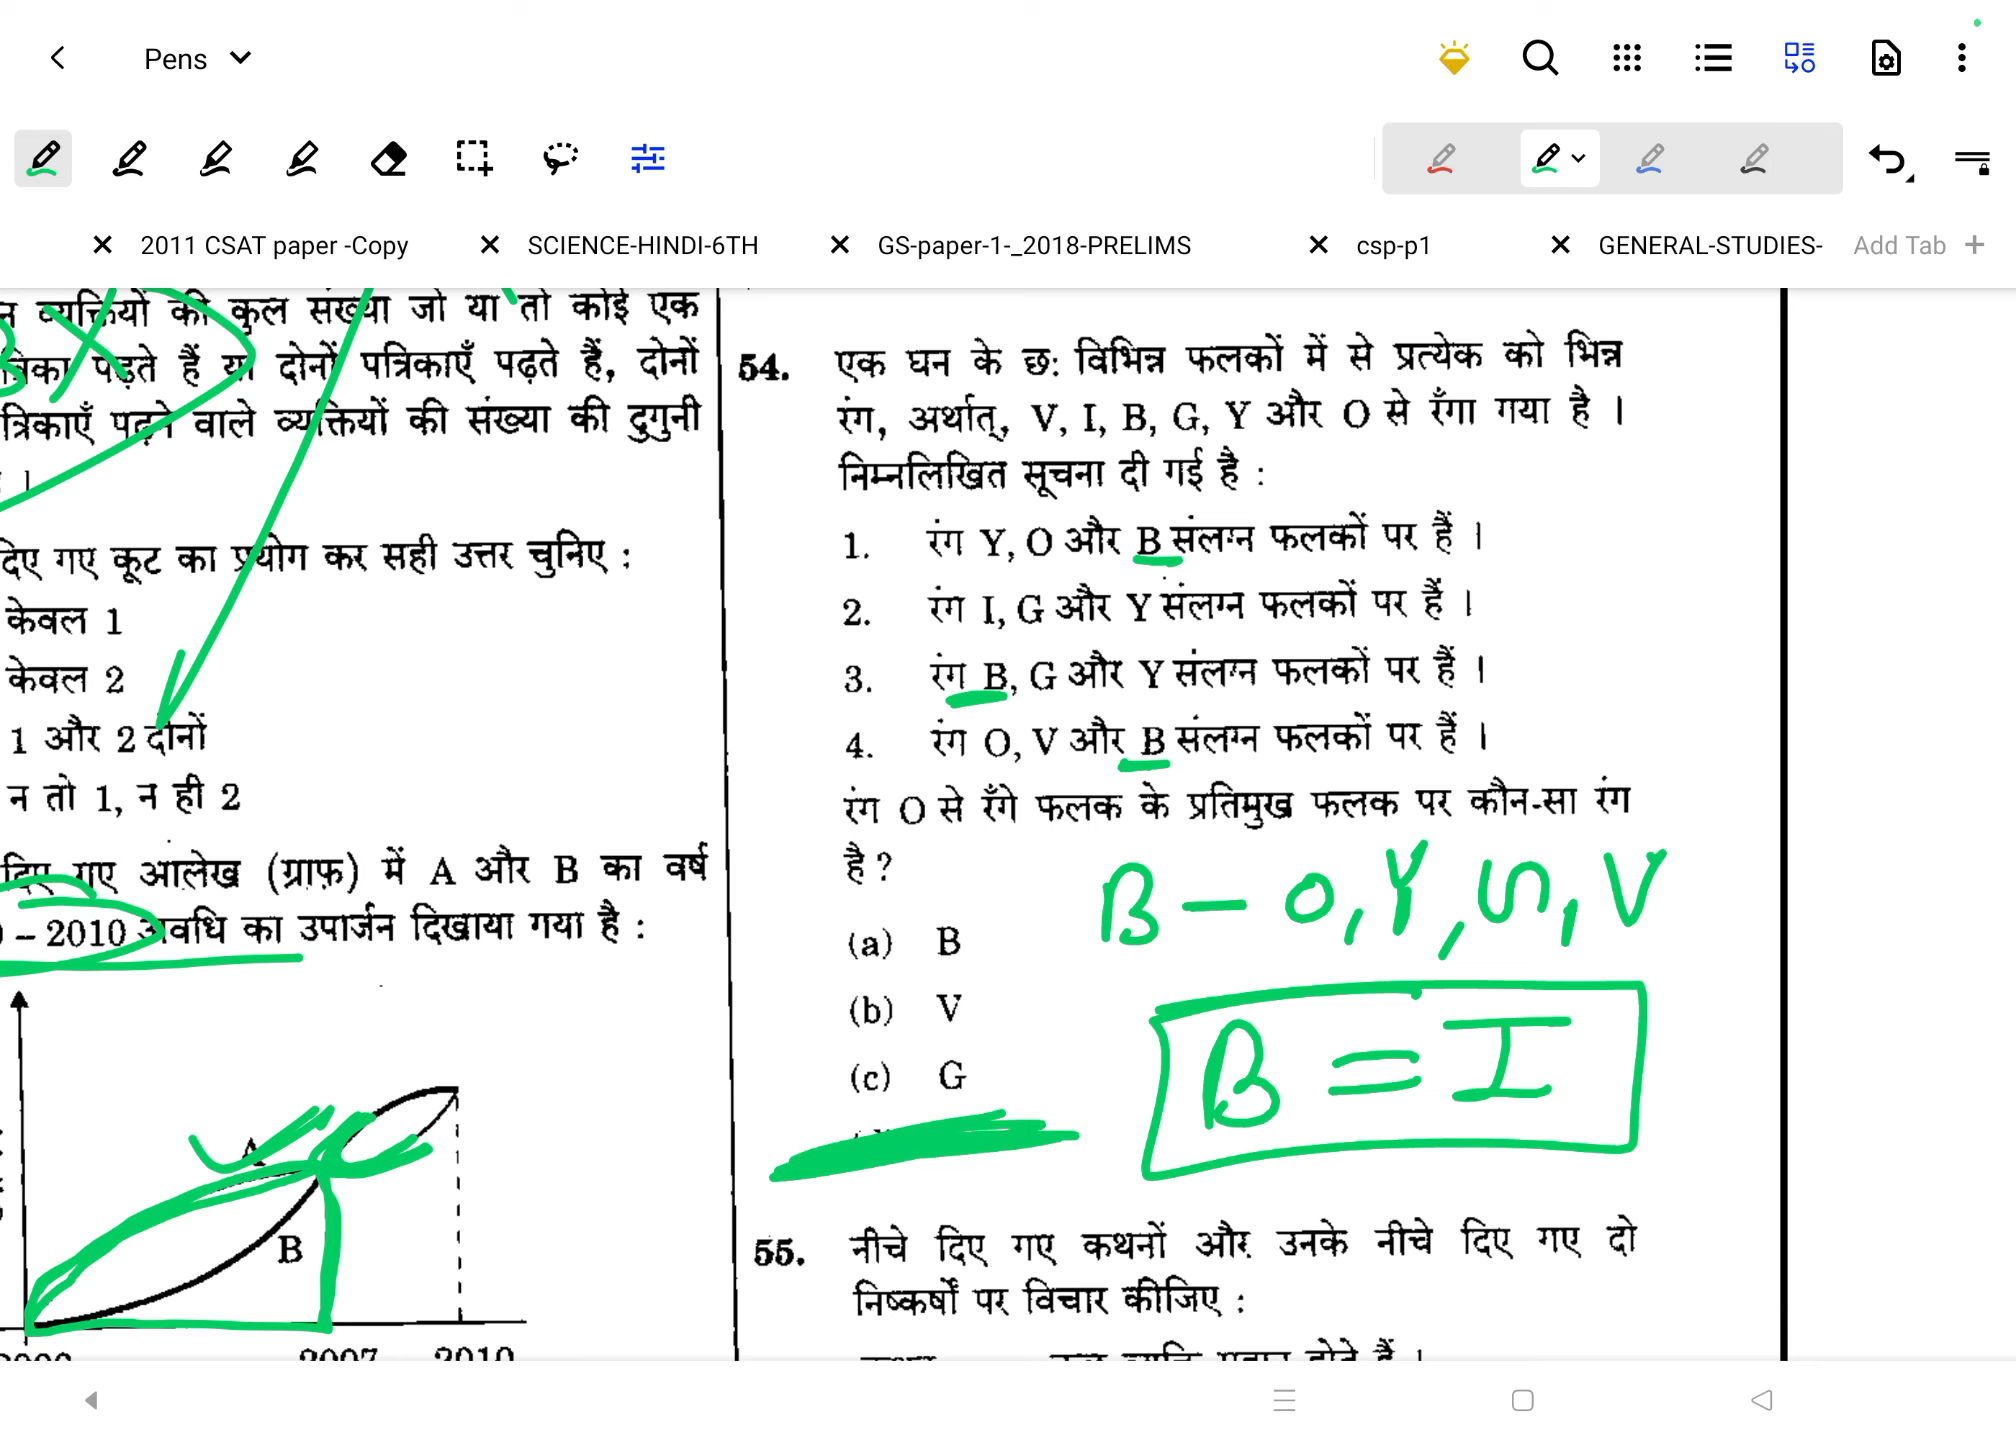 Pens
2011 CSAT paper -Copy
SCIENCE-HINDI-6TH
GS-paper-1-_2018-PRELIMS
csp-p1
GENERAL-STUDIES-
Add Tab +
न व्यक्तियों की कुल संख्या जो या तो कोई एक
पढ़ते हैं या दोनों पत्रिकाएँ पढ़ते हैं, दोनों
पढ़ने वाले व्यक्तियों की संख्या की दुगुनी
।
दिए गए कूट का प्रयोग कर सही उत्तर चुनिए :
केवल 1
केवल 2
1 और 2 दोनों
न तो 1, न ही 2
दिए गए आलेख (ग्राफ़) में A और B का वर्ष
– 2010 अवधि का उपार्जन दिखाया गया है :
A
B
2007 2010
54. एक घन के छ: विभिन्न फलकों में से प्रत्येक को भिन्न
रंग, अर्थात्, V, I, B, G, Y और O से रँगा गया है ।
निम्नलिखित सूचना दी गई है :
1. रंग Y, O और B संलग्न फलकों पर हैं ।
2. रंग I, G और Y संलग्न फलकों पर हैं ।
3. रंग B, G और Y संलग्न फलकों पर हैं ।
4. रंग O, V और B संलग्न फलकों पर हैं ।
रंग O से रँगे फलक के प्रतिमुख फलक पर कौन-सा रंग
है ?
B – O, Y, G, V
(a) B
(b) V
(c) G
B = I
55. नीचे दिए गए कथनों और उनके नीचे दिए गए दो
निष्कर्षों पर विचार कीजिए :